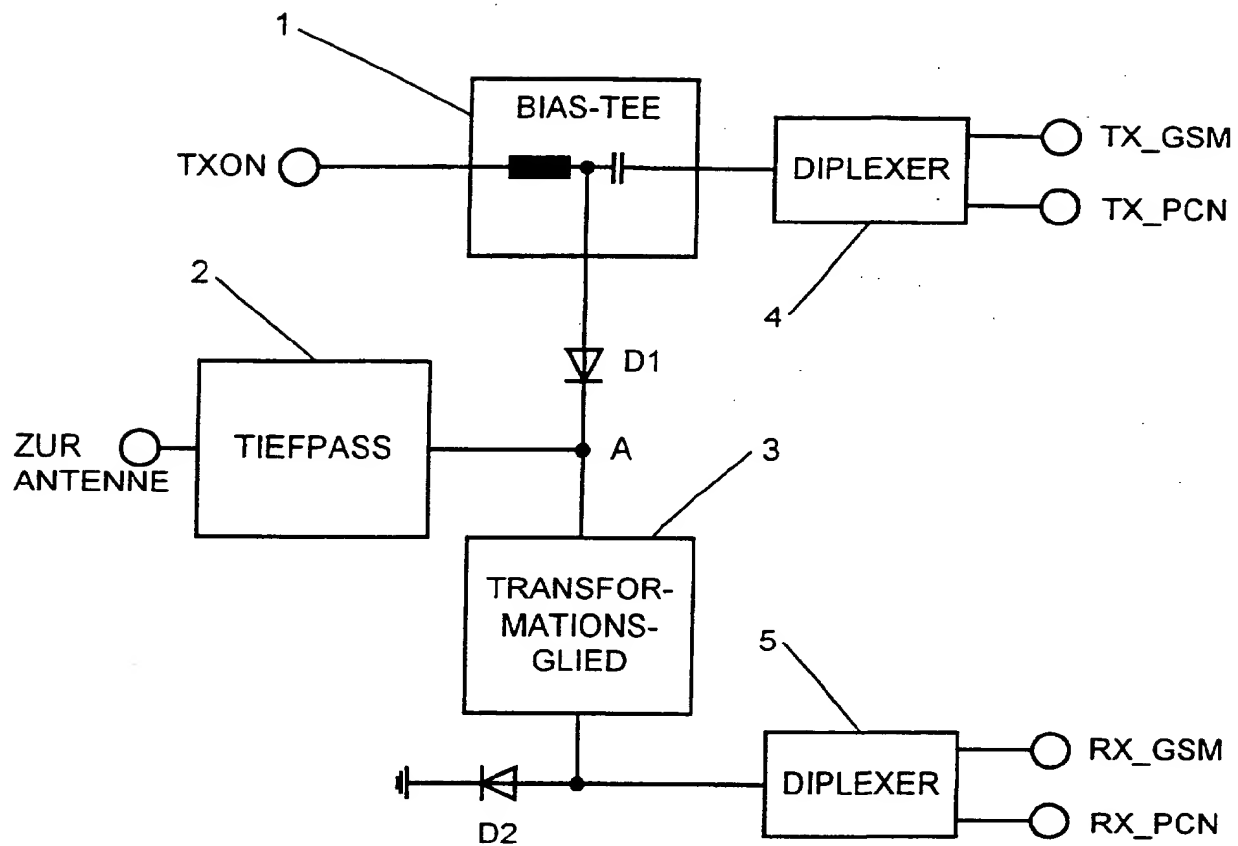 1
BIAS-TEE
TXON
DIPLEXER
TX_GSM
TX_PCN
4
2
D1
ZUR
ANTENNE
TIEFPASS
A
3
TRANSFOR-
MATIONS-
GLIED
5
D2
DIPLEXER
RX_GSM
RX_PCN